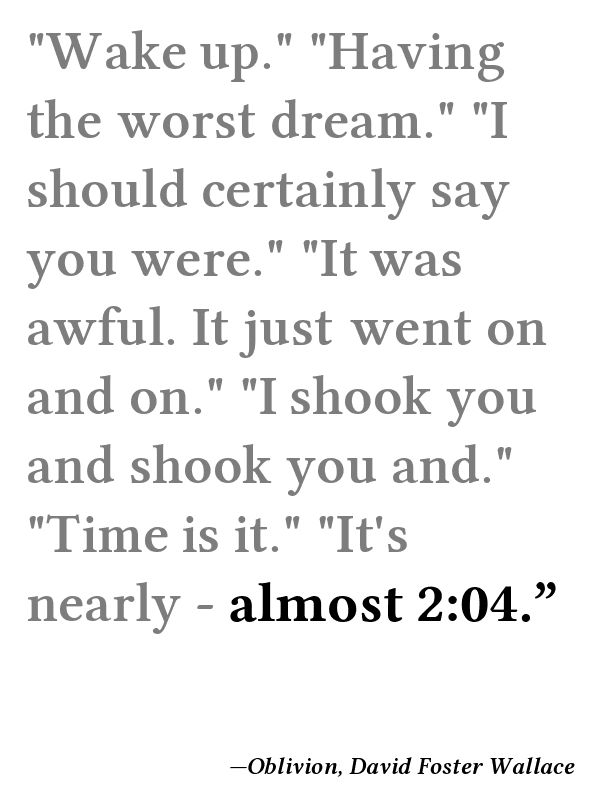 "Wake up." "Having
the worst dream." "I
should certainly say
you were." "It was
awful. It just went on
and on." "I shook you
and shook you and."
"Time is it." "It's
nearly - almost 2:04.”
—Oblivion, David Foster Wallace